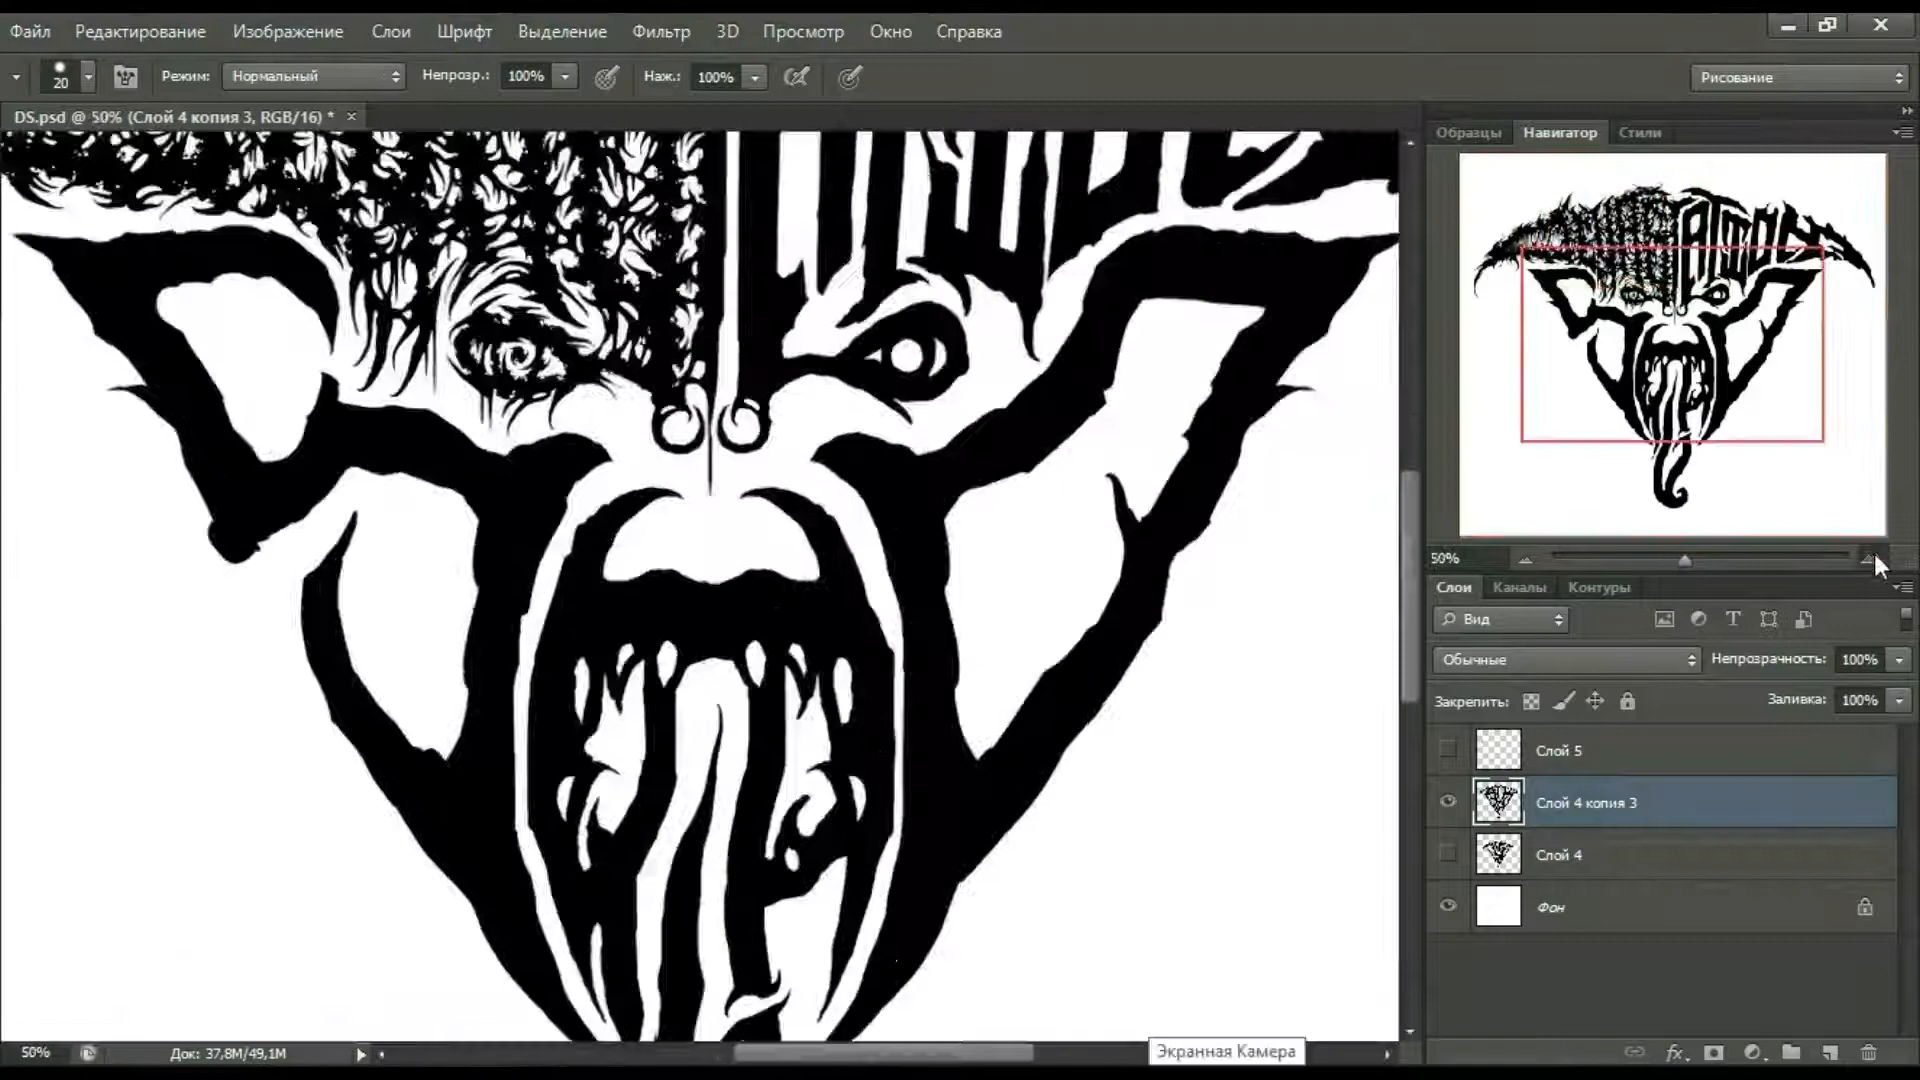 Файл Редактирование Изображение Слои Шрифт Выделение Фильтр 3D Просмотр Окно Справка
20 Режим: Нормальный Непрозр.: 100% Наж.: 100% Рисование
DS.psd @ 50% (Слой 4 копия 3, RGB/16) * ×
Образцы Навигатор Стили
50%
Слои Каналы Контуры
Вид
Обычные Непрозрачность: 100%
Закрепить: Заливка: 100%
Слой 5
Слой 4 копия 3
Слой 4
Фон
50% Док: 37,8M/49,1M Экранная Камера
fx